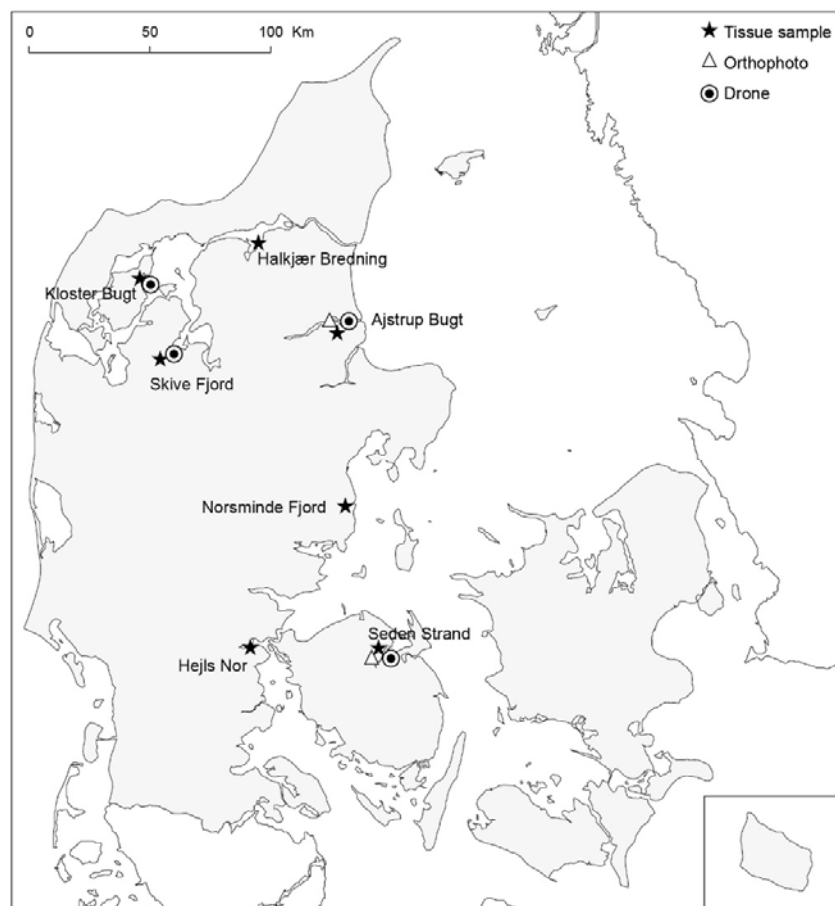 0 50 100 Km
Tissue sample
Orthophoto
Drone
Halkjær Bredning
Kloster Bugt
Ajstrup Bugt
Skive Fjord
Norsminde Fjord
Seden Strand
Hejls Nor